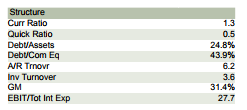 Structure
Curr Ratio 1.3
Quick Ratio 0.5
Debt/Assets 24.8%
Debt/Com Eq 43.9%
A/R Trnovr 6.2
Inv Turnover 3.6
GM 31.4%
EBIT/Tot Int Exp 27.7